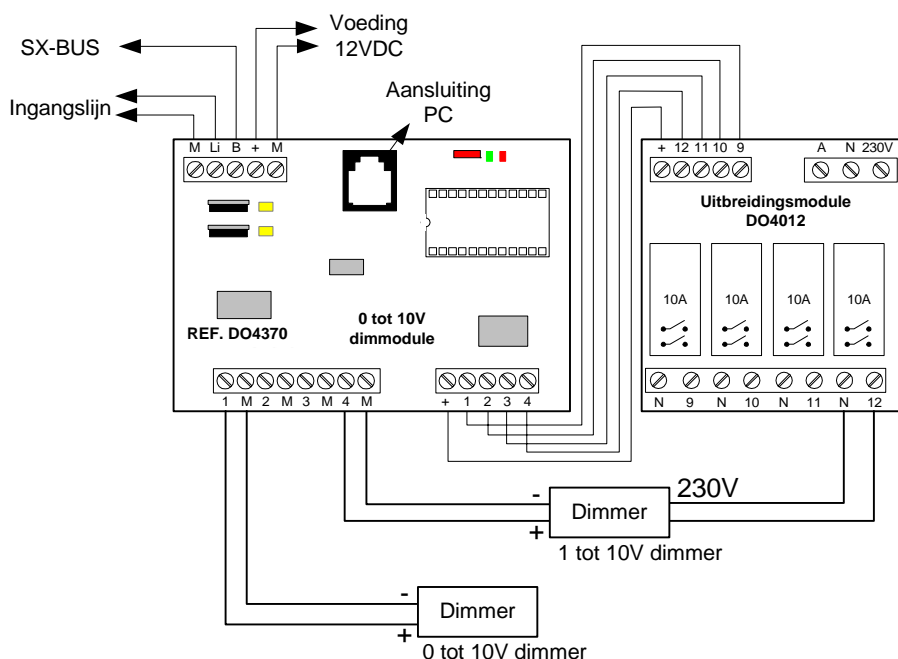 Voeding
12VDC
SX-BUS
Ingangslijn
Aansluiting
PC
M Li B + M
+ 12 11 10 9
A N 230V
Uitbreidingsmodule
DO4012
10A 10A 10A 10A
REF. DO4370
0 tot 10V
dimmodule
1 M 2 M 3 M 4 M
+ 1 2 3 4
N 9 N 10 N 11 N 12
-
+
Dimmer
230V
1 tot 10V dimmer
-
+
Dimmer
0 tot 10V dimmer